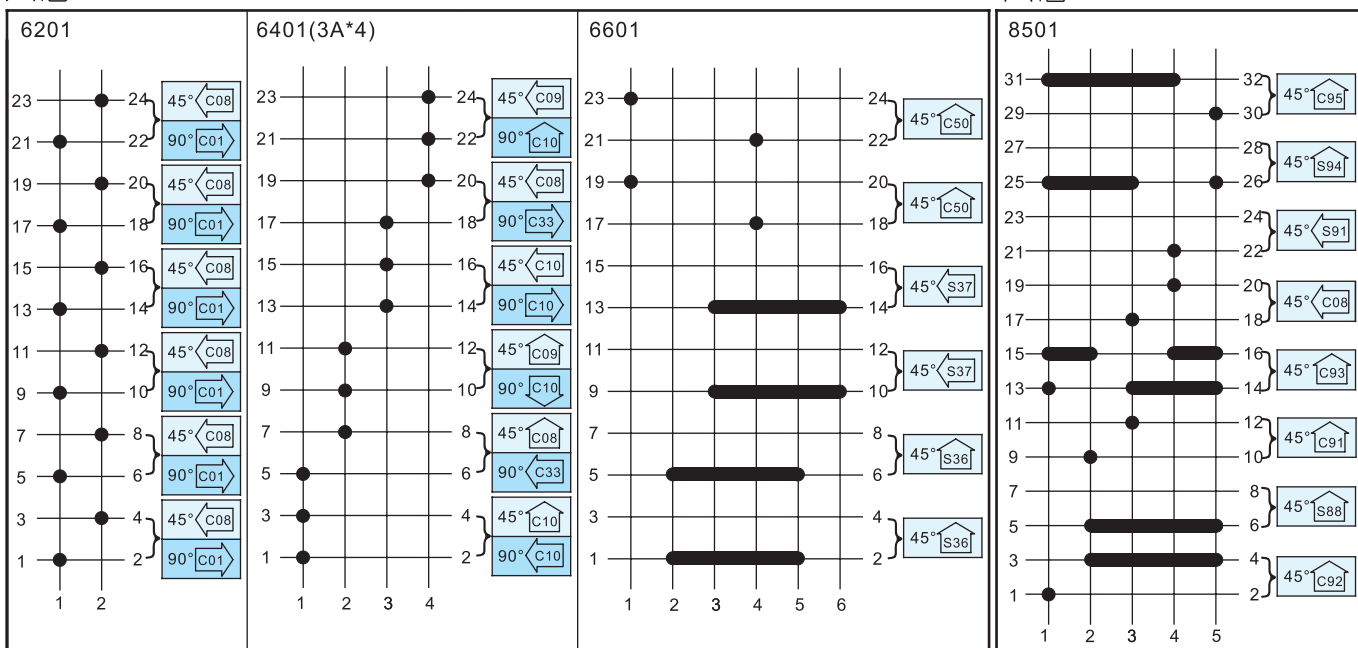 6201
23 24 45° C08
21 22 90° C01
19 20 45° C08
17 18 90° C01
15 16 45° C08
13 14 90° C01
11 12 45° C08
9 10 90° C01
7 8 45° C08
5 6 90° C01
3 4 45° C08
1 2 90° C01
1 2
6401(3A*4)
23 24 45° C09
21 22 90° C10
19 20 45° C08
17 18 90° C33
15 16 45° C10
13 14 90° C10
11 12 45° C09
9 10 90° C10
7 8 45° C08
5 6 90° C33
3 4 45° C10
1 2 90° C10
1 2 3 4
6601
23 24
45° C50
21 22
19 20
45° C50
17 18
15 16
45° S37
13 14
11 12
45° S37
9 10
7 8
45° S36
5 6
3 4
45° S36
1 2
1 2 3 4 5 6
8501
31 32
45° C95
29 30
27 28
45° S94
25 26
23 24
45° S91
21 22
19 20
45° C08
17 18
15 16
45° C93
13 14
11 12
45° C91
9 10
7 8
45° S88
5 6
3 4
45° C92
1 2
1 2 3 4 5